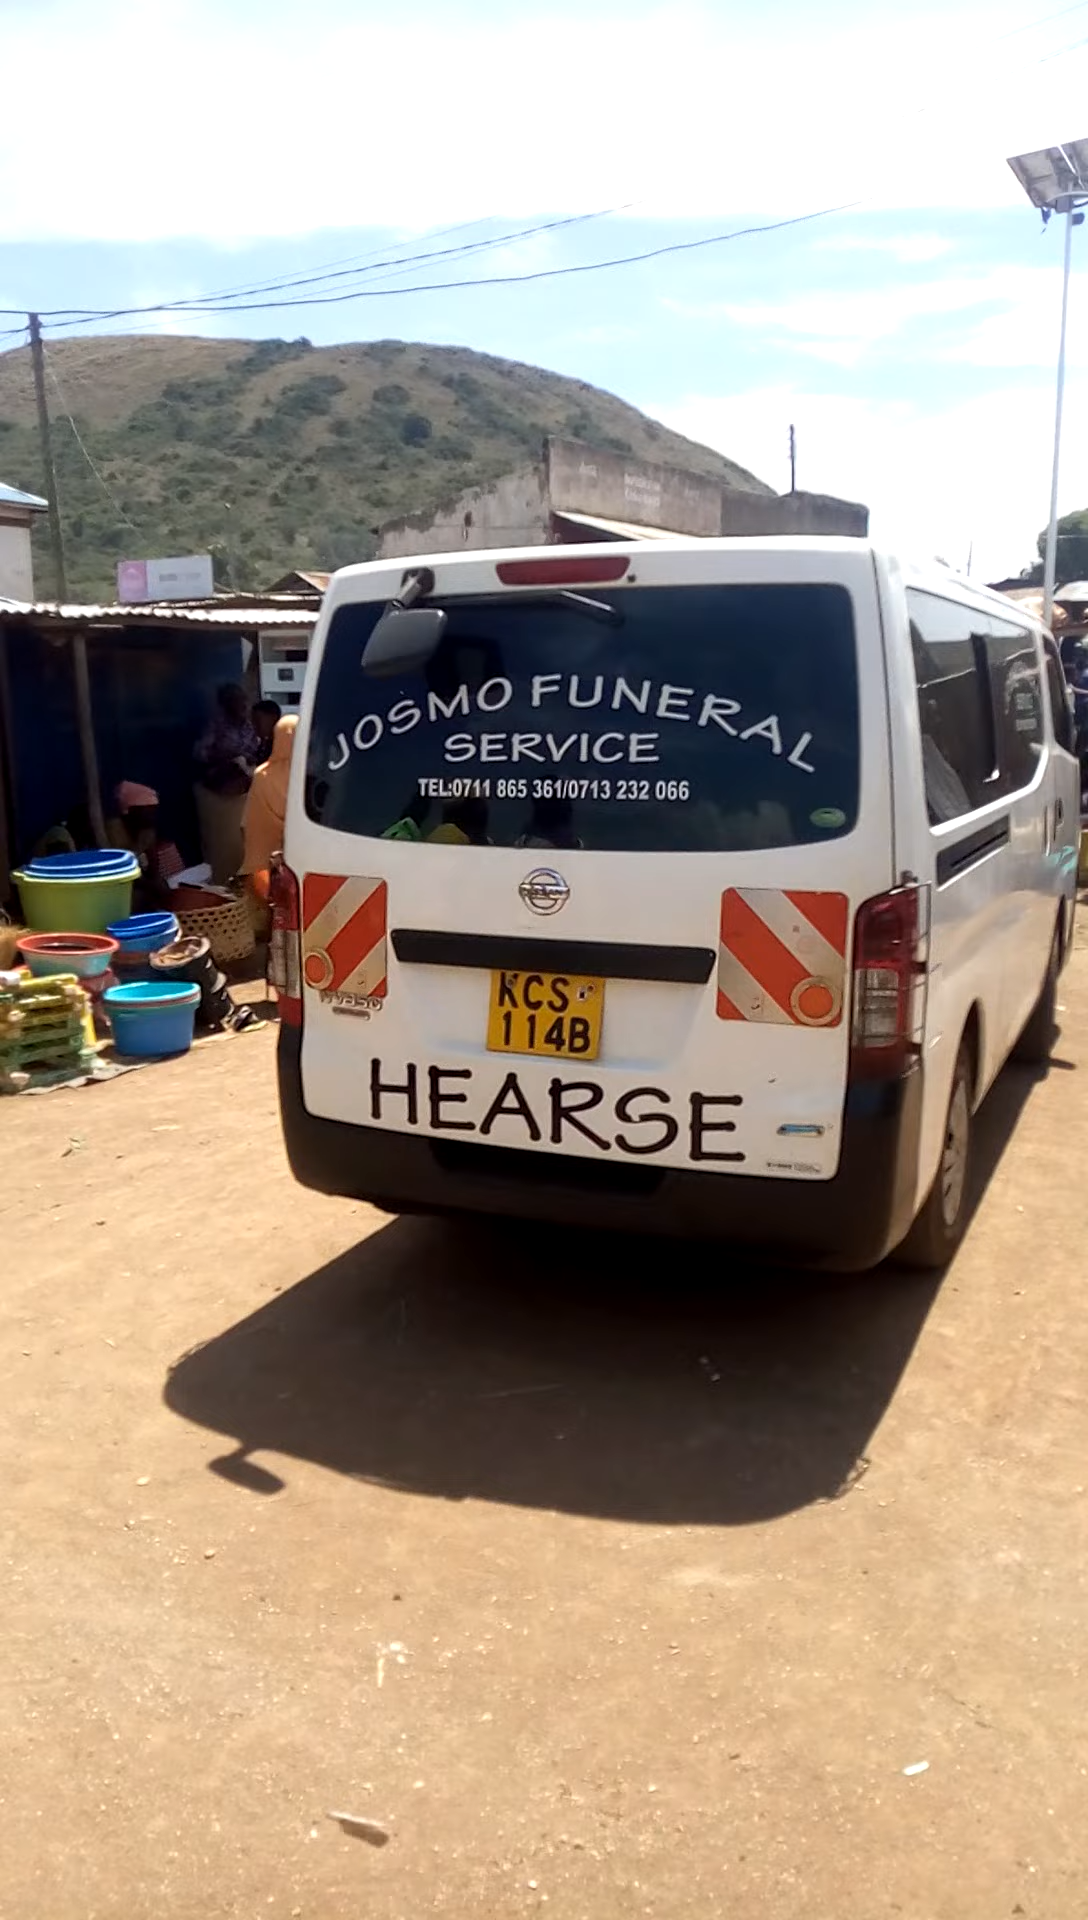 JOSMO FUNERAL
SERVICE
TEL:0711 865 361/0713 232 066
KCS
114B
HEARSE